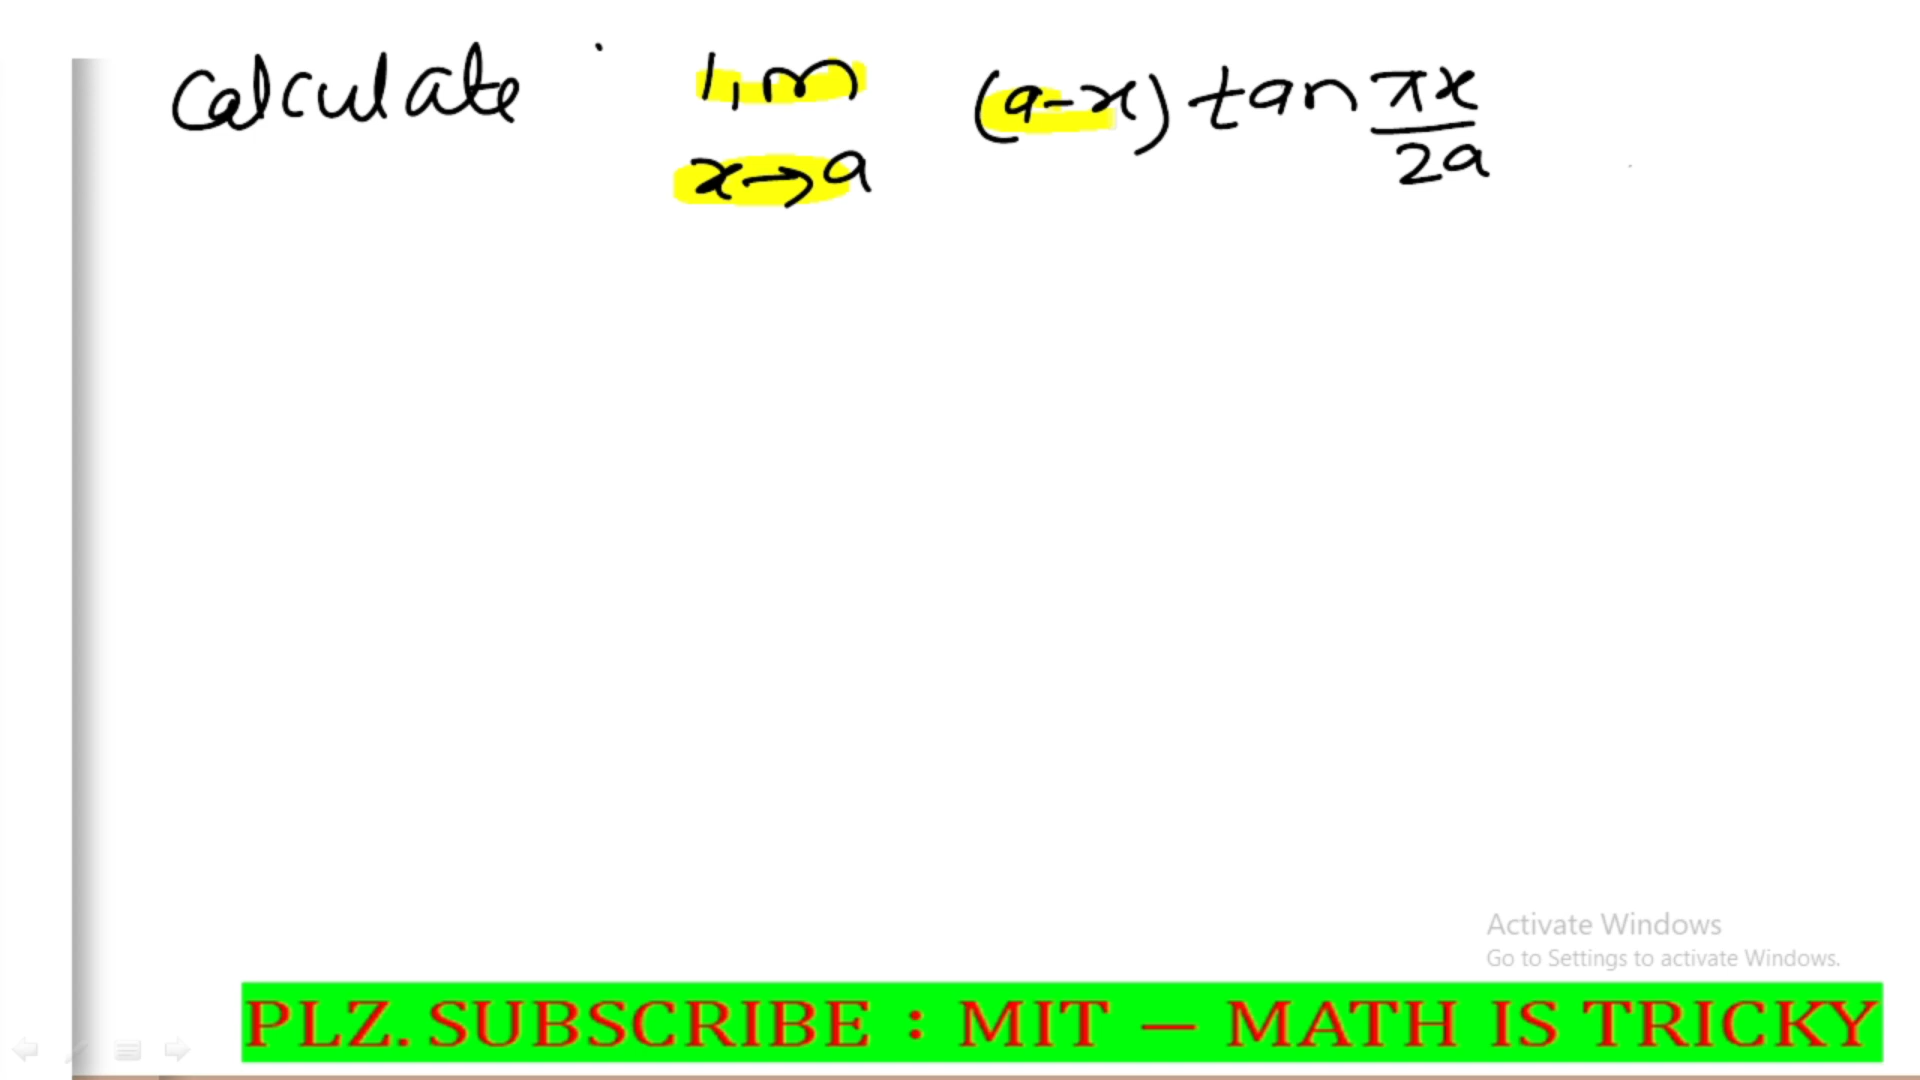 Calculate lim (a-x) tan πx
x→a 2a
Activate Windows
Go to Settings to activate Windows.
PLZ. SUBSCRIBE : MIT – MATH IS TRICKY